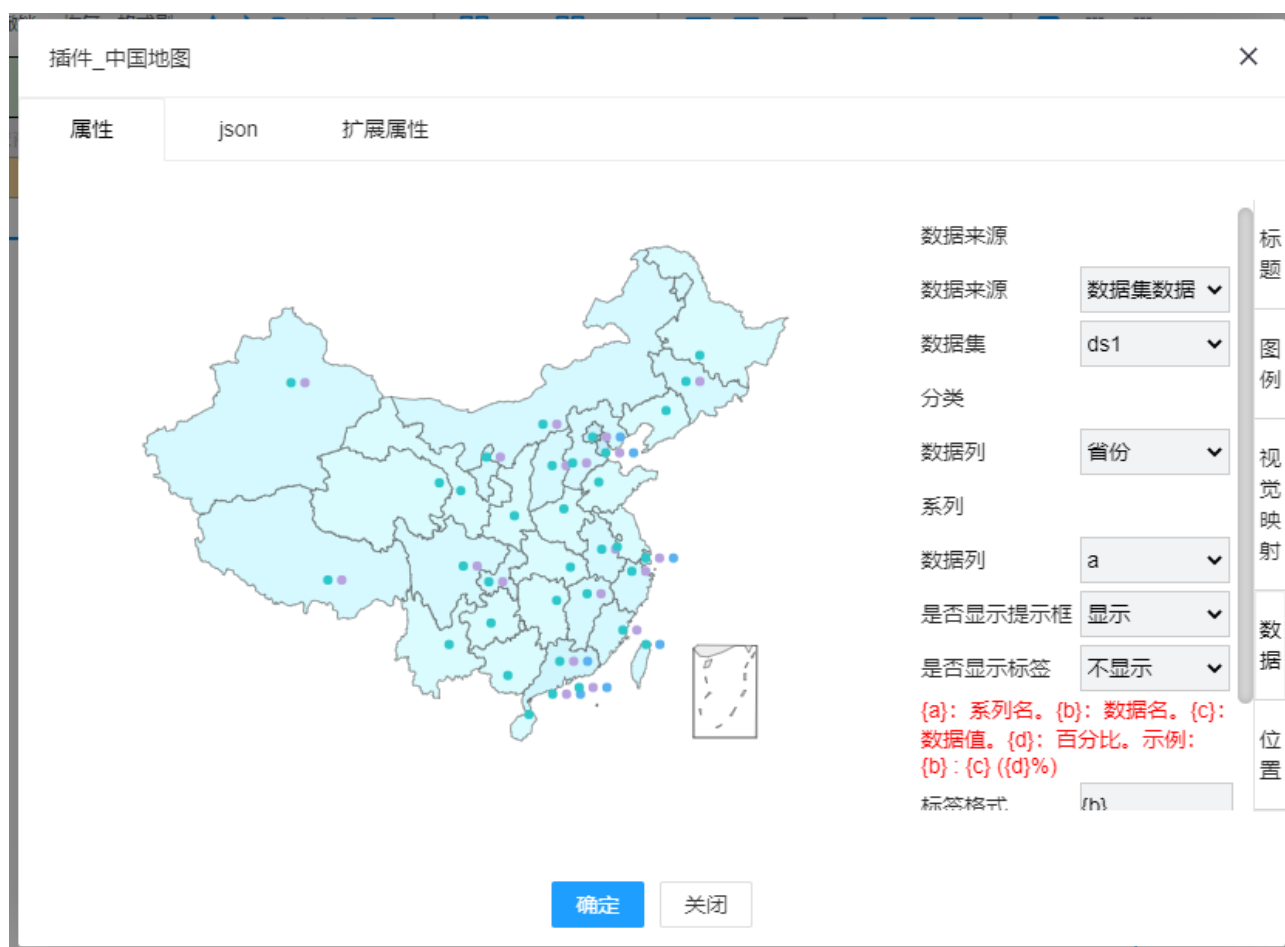 插件_中国地图
属性
json
扩展属性
数据来源
数据来源
数据集数据
数据集
ds1
分类
数据列
省份
系列
数据列
a
是否显示提示框
显示
是否显示标签
不显示
{a}：系列名。{b}：数据名。{c}：
数据值。{d}：百分比。示例：
{b} : {c} ({d}%)
标签格式
{b}
标题
图例
视觉映射
数据
位置
确定
关闭